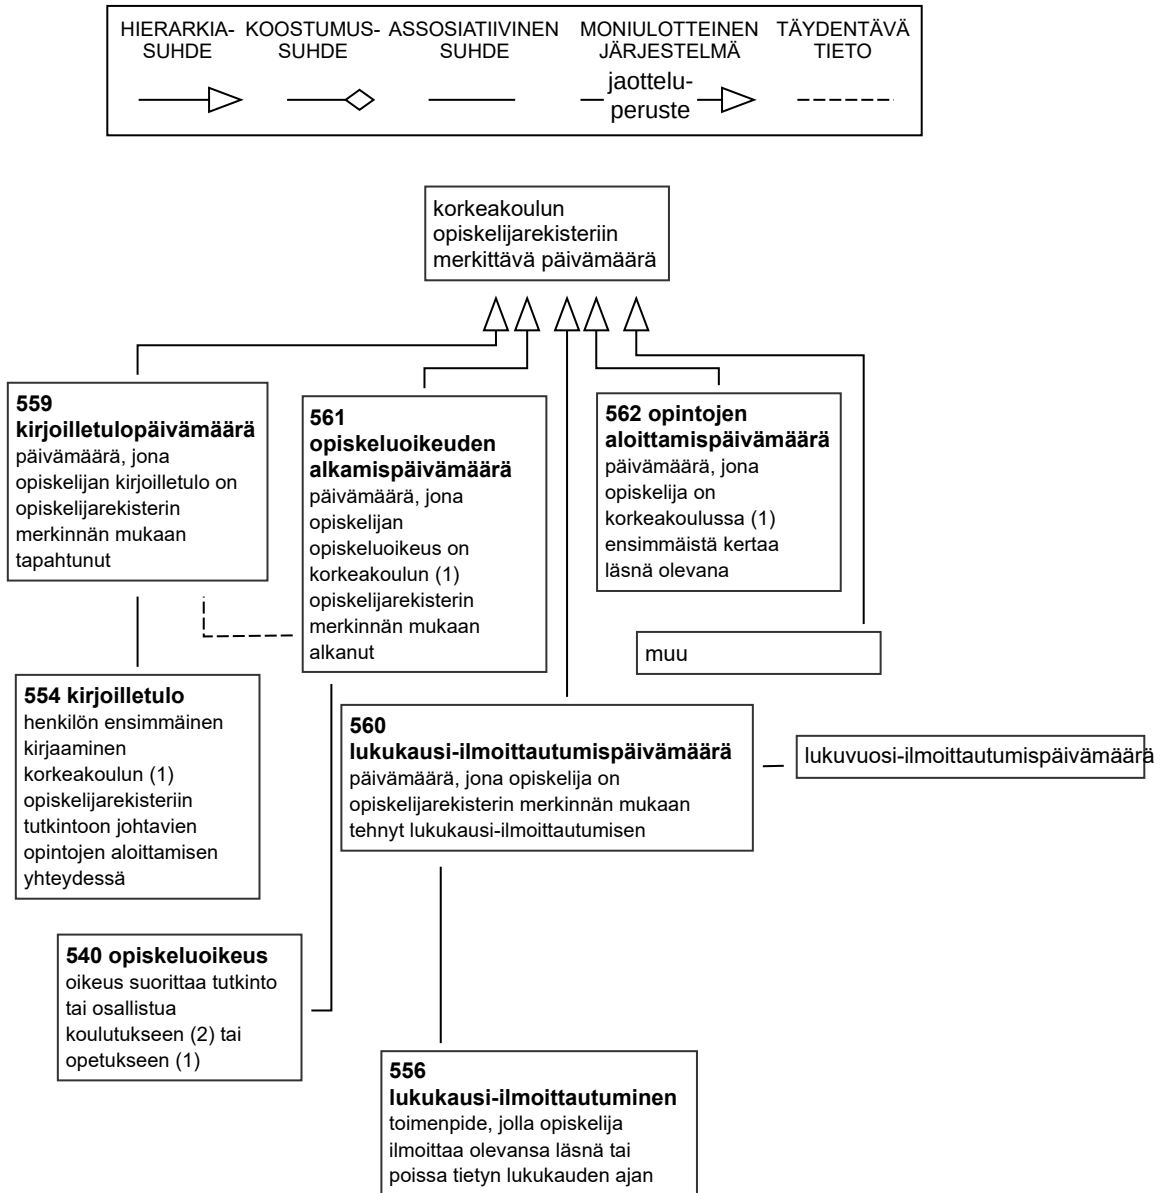 HIERARKIA-
SUHDE
KOOSTUMUS-
SUHDE
ASSOSIATIIVINEN
SUHDE
MONIULOTTEINEN
JÄRJESTELMÄ
TÄYDENTÄVÄ
TIETO
jaottelu-
peruste
korkeakoulun
opiskelijarekisteriin
merkittävä päivämäärä
559
kirjoilletulopäivämäärä
päivämäärä, jona
opiskelijan kirjoilletulo on
opiskelijarekisterin
merkinnän mukaan
tapahtunut
561
opiskeluoikeuden
alkamispäivämäärä
päivämäärä, jona
opiskelijan
opiskeluoikeus on
korkeakoulun (1)
opiskelijarekisterin
merkinnän mukaan
alkanut
562 opintojen
aloittamispäivämäärä
päivämäärä, jona
opiskelija on
korkeakoulussa (1)
ensimmäistä kertaa
läsnä olevana
muu
554 kirjoilletulo
henkilön ensimmäinen
kirjaaminen
korkeakoulun (1)
opiskelijarekisteriin
tutkintoon johtavien
opintojen aloittamisen
yhteydessä
560
lukukausi-ilmoittautumispäivämäärä
päivämäärä, jona opiskelija on
opiskelijarekisterin merkinnän mukaan
tehnyt lukukausi-ilmoittautumisen
lukuvuosi-ilmoittautumispäivämäärä
540 opiskeluoikeus
oikeus suorittaa tutkinto
tai osallistua
koulutukseen (2) tai
opetukseen (1)
556
lukukausi-ilmoittautuminen
toimenpide, jolla opiskelija
ilmoittaa olevansa läsnä tai
poissa tietyn lukukauden ajan